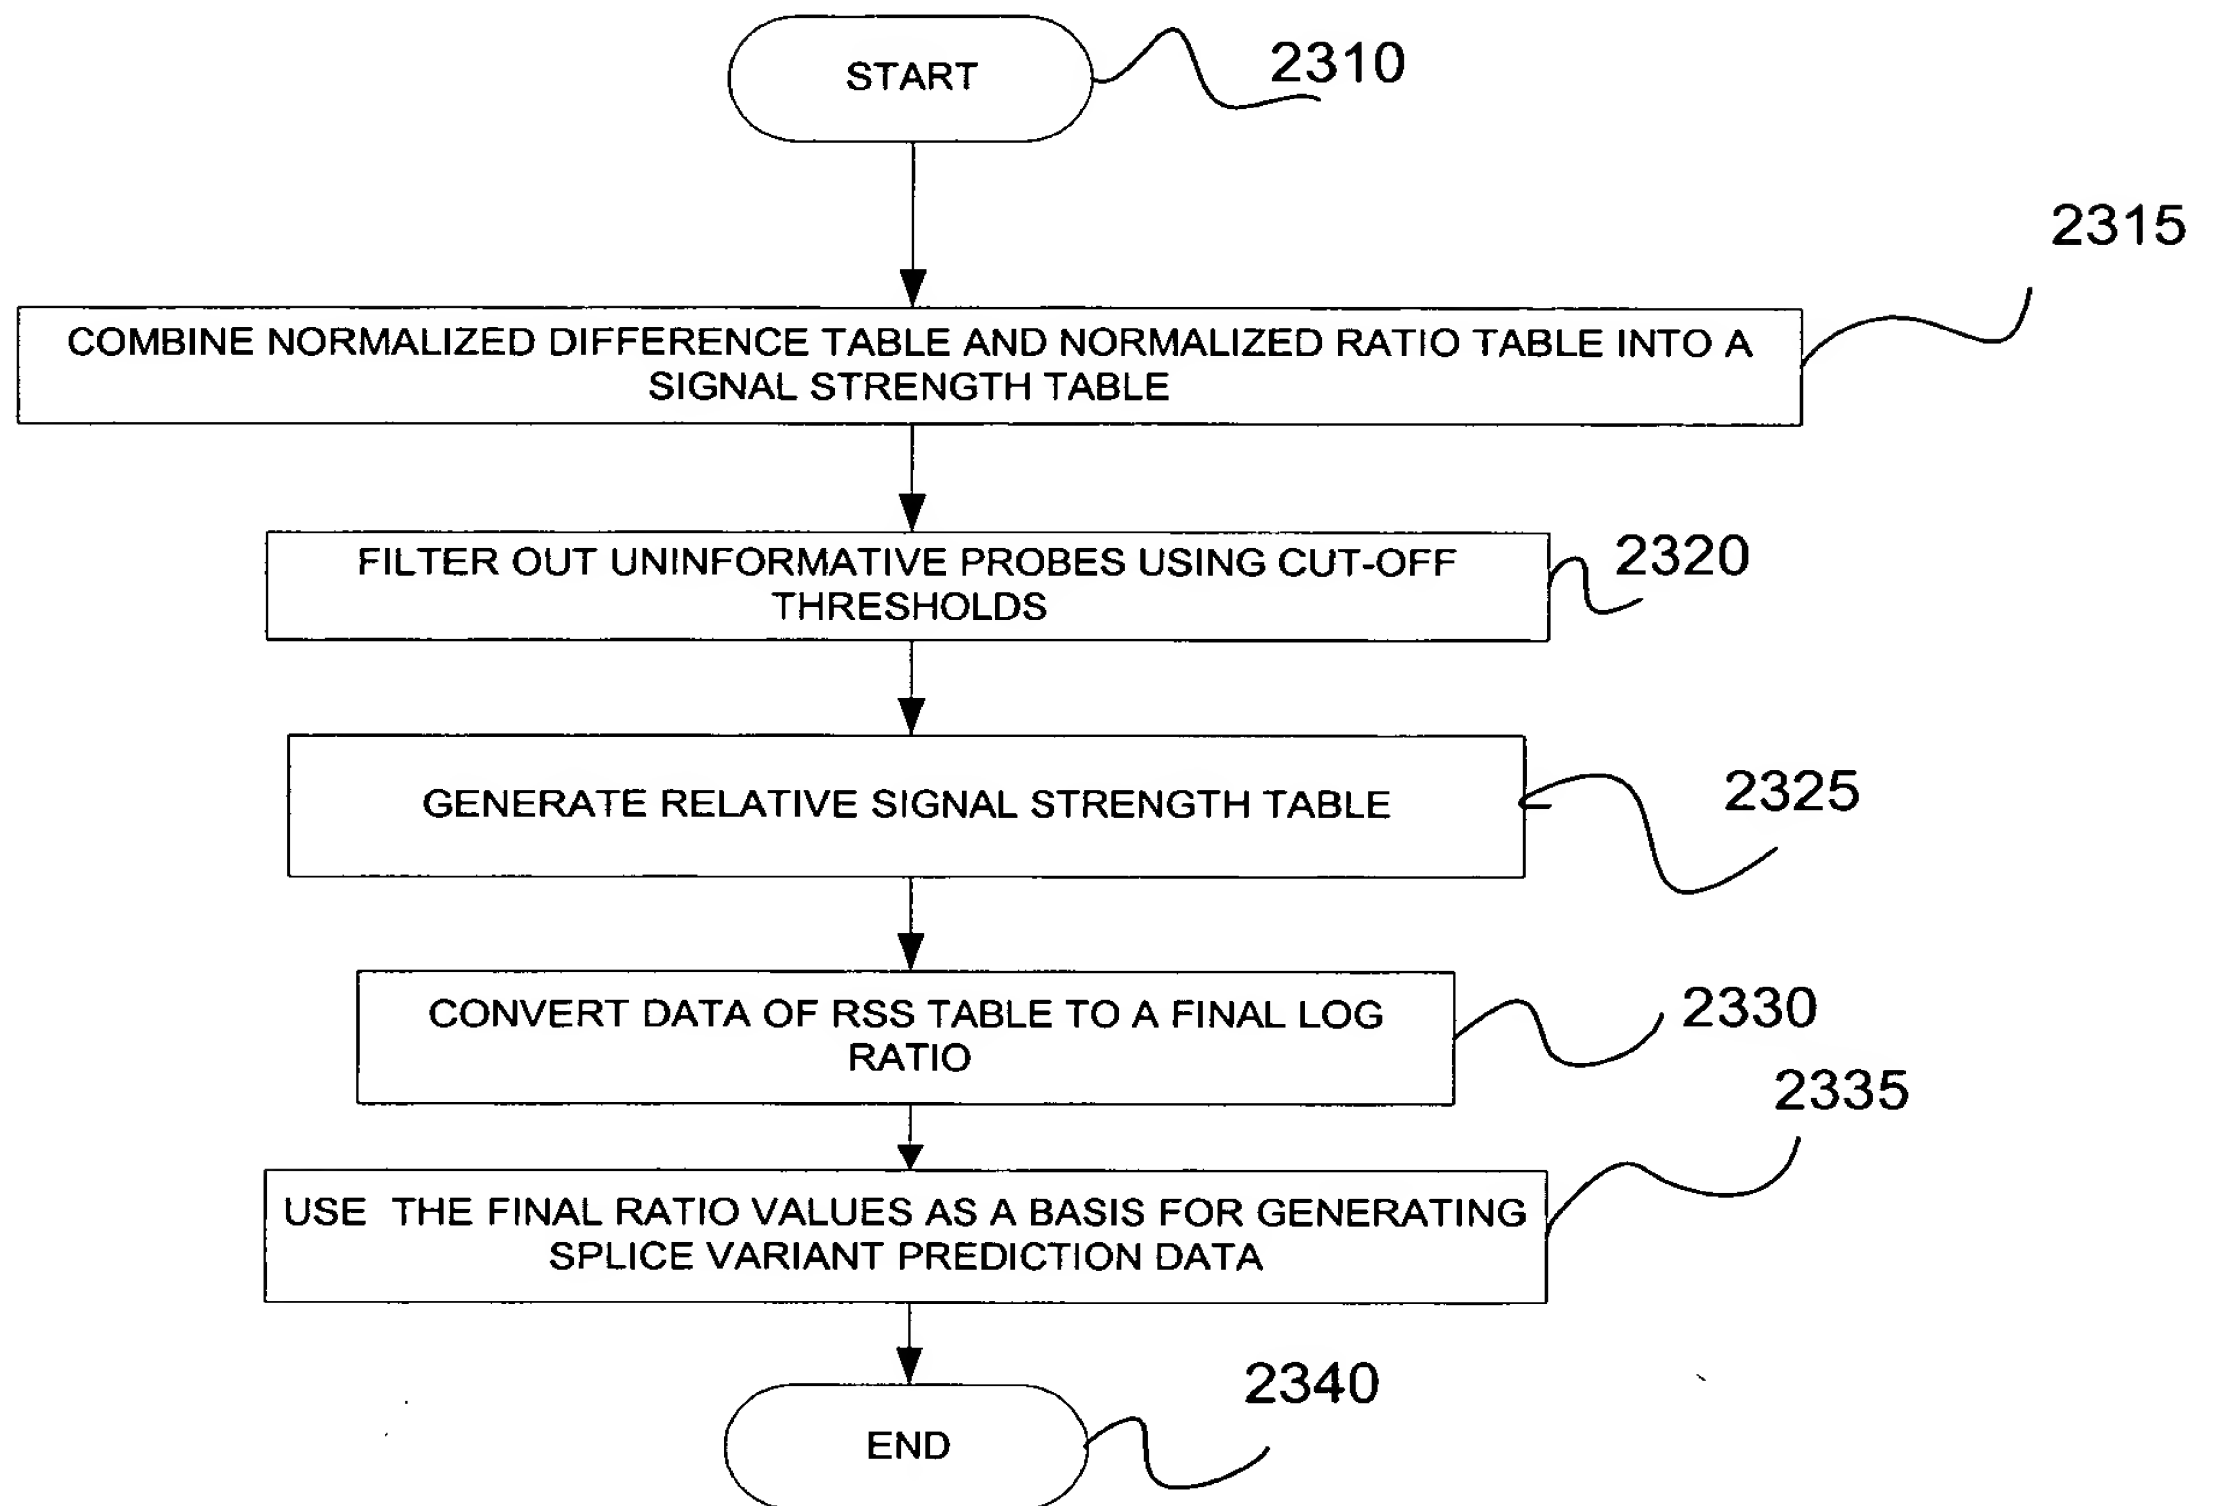 START
2310
2315
COMBINE NORMALIZED DIFFERENCE TABLE AND NORMALIZED RATIO TABLE INTO A
SIGNAL STRENGTH TABLE
FILTER OUT UNINFORMATIVE PROBES USING CUT-OFF
THRESHOLDS
2320
GENERATE RELATIVE SIGNAL STRENGTH TABLE
2325
CONVERT DATA OF RSS TABLE TO A FINAL LOG
RATIO
2330
2335
USE THE FINAL RATIO VALUES AS A BASIS FOR GENERATING
SPLICE VARIANT PREDICTION DATA
2340
END